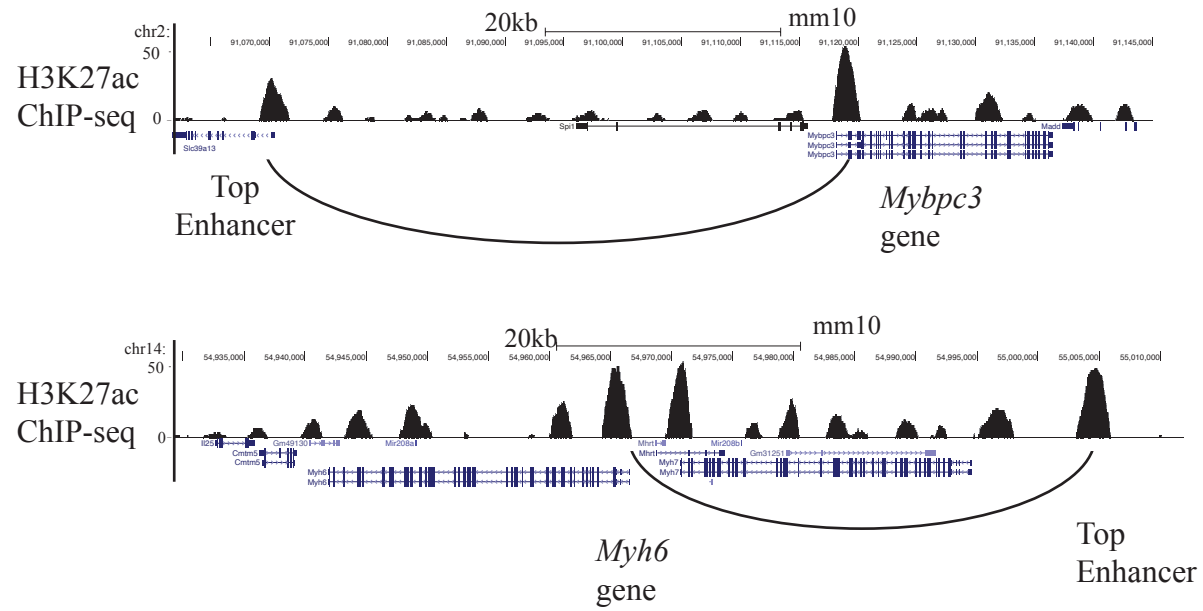 20kb mm10
chr2:
91,070,000 91,075,000 91,080,000 91,085,000 91,090,000 91,095,000 91,100,000 91,105,000 91,110,000 91,115,000 91,120,000 91,125,000 91,130,000 91,135,000 91,140,000 91,145,000
50
H3K27ac
ChIP-seq
0
Slc39a13
Spi1
Mybpc3
Mybpc3
Mybpc3
Madd
Top
Enhancer
Mybpc3
gene
20kb mm10
chr14:
54,935,000 54,940,000 54,945,000 54,950,000 54,955,000 54,960,000 54,965,000 54,970,000 54,975,000 54,980,000 54,985,000 54,990,000 54,995,000 55,000,000 55,005,000 55,010,000
50
H3K27ac
ChIP-seq
0
Il25 Gm49130 Mir208a Mhrt Mir208b
Cmtm5 Mhrt Gm31251
Cmtm5 Myh7
Myh6 Myh7
Myh6
Myh6
gene
Top
Enhancer